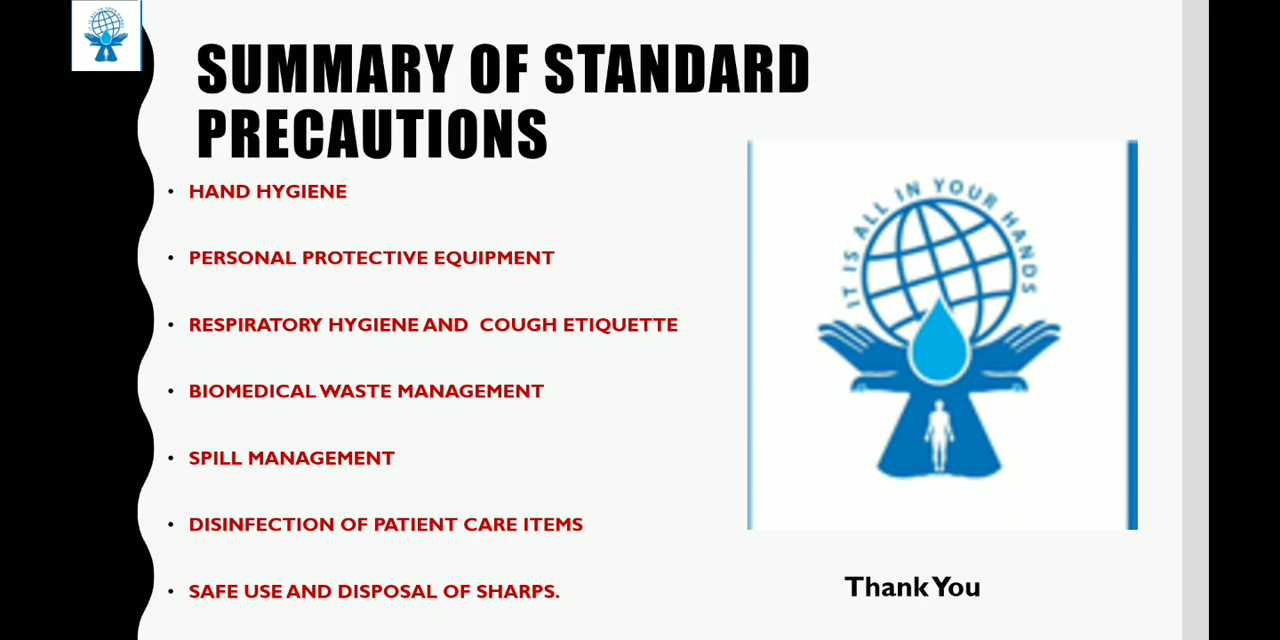 SUMMARY OF STANDARD
PRECAUTIONS
• HAND HYGIENE
• PERSONAL PROTECTIVE EQUIPMENT
• RESPIRATORY HYGIENE AND COUGH ETIQUETTE
• BIOMEDICAL WASTE MANAGEMENT
• SPILL MANAGEMENT
• DISINFECTION OF PATIENT CARE ITEMS
• SAFE USE AND DISPOSAL OF SHARPS.
IT IS ALL IN YOUR HANDS
Thank You